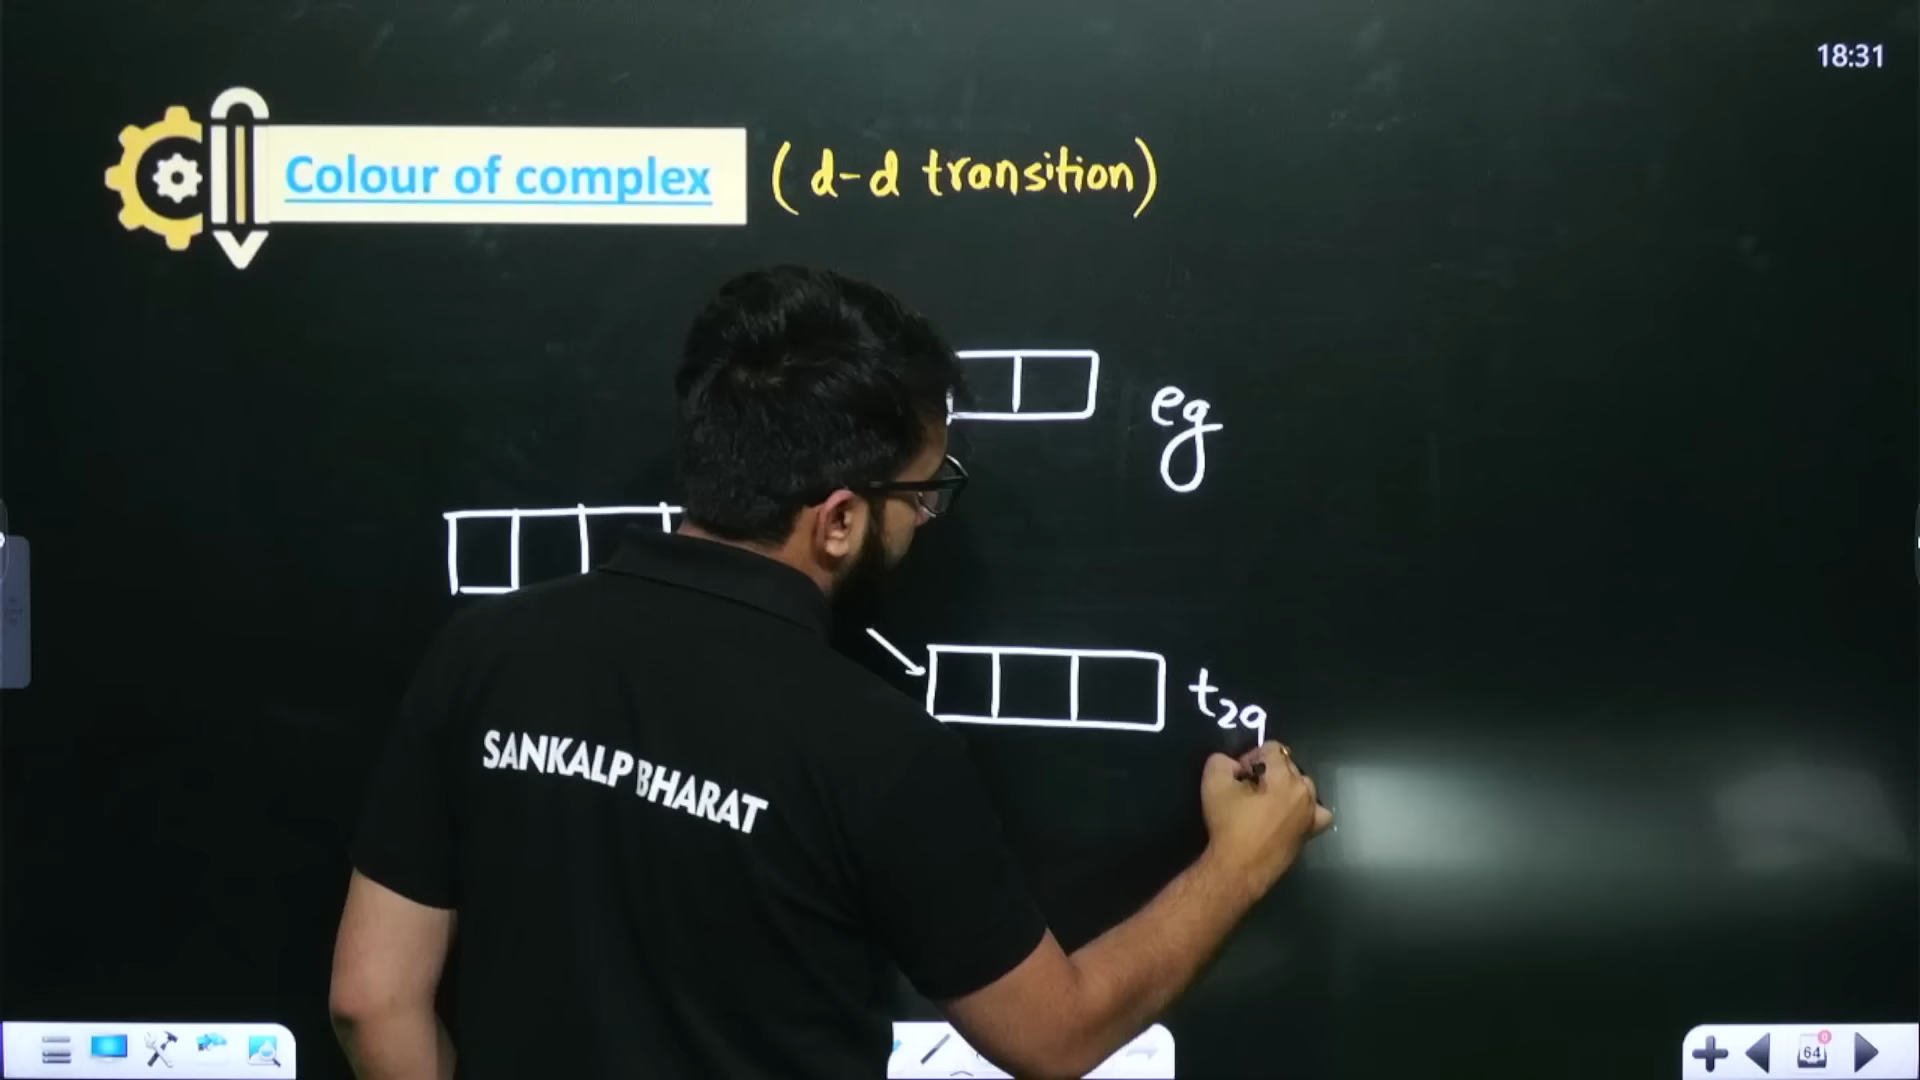 18:31
Colour of complex (d-d transition)
eg
t2g
SANKALP BHARAT
64